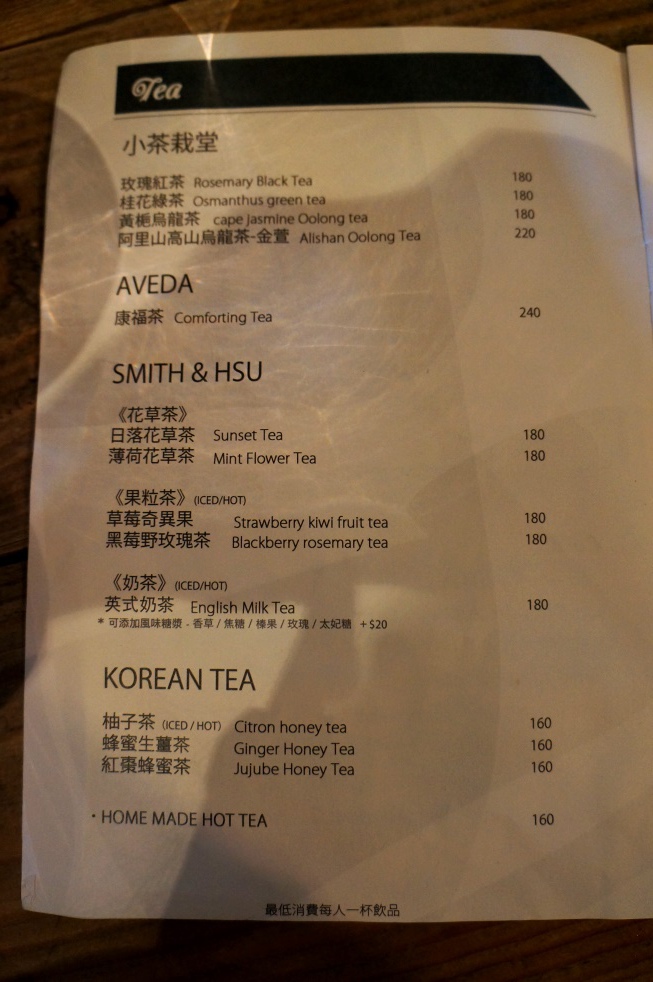 Tea
小茶栽堂
玫瑰紅茶 Rosemary Black Tea 180
桂花綠茶 Osmanthus green tea 180
黃梔烏龍茶 cape jasmine Oolong tea 180
阿里山高山烏龍茶-金萱 Alishan Oolong Tea 220
AVEDA
康福茶 Comforting Tea 240
SMITH & HSU
《花草茶》
日落花草茶 Sunset Tea 180
薄荷花草茶 Mint Flower Tea 180
《果粒茶》(ICED/HOT)
草莓奇異果 Strawberry kiwi fruit tea 180
黑莓野玫瑰茶 Blackberry rosemary tea 180
《奶茶》(ICED/HOT)
英式奶茶 English Milk Tea 180
* 可添加風味糖漿 - 香草 / 焦糖 / 榛果 / 玫瑰 / 太妃糖 +$20
KOREAN TEA
柚子茶 (ICED / HOT) Citron honey tea 160
蜂蜜生薑茶 Ginger Honey Tea 160
紅棗蜂蜜茶 Jujube Honey Tea 160
· HOME MADE HOT TEA 160
最低消費每人一杯飲品